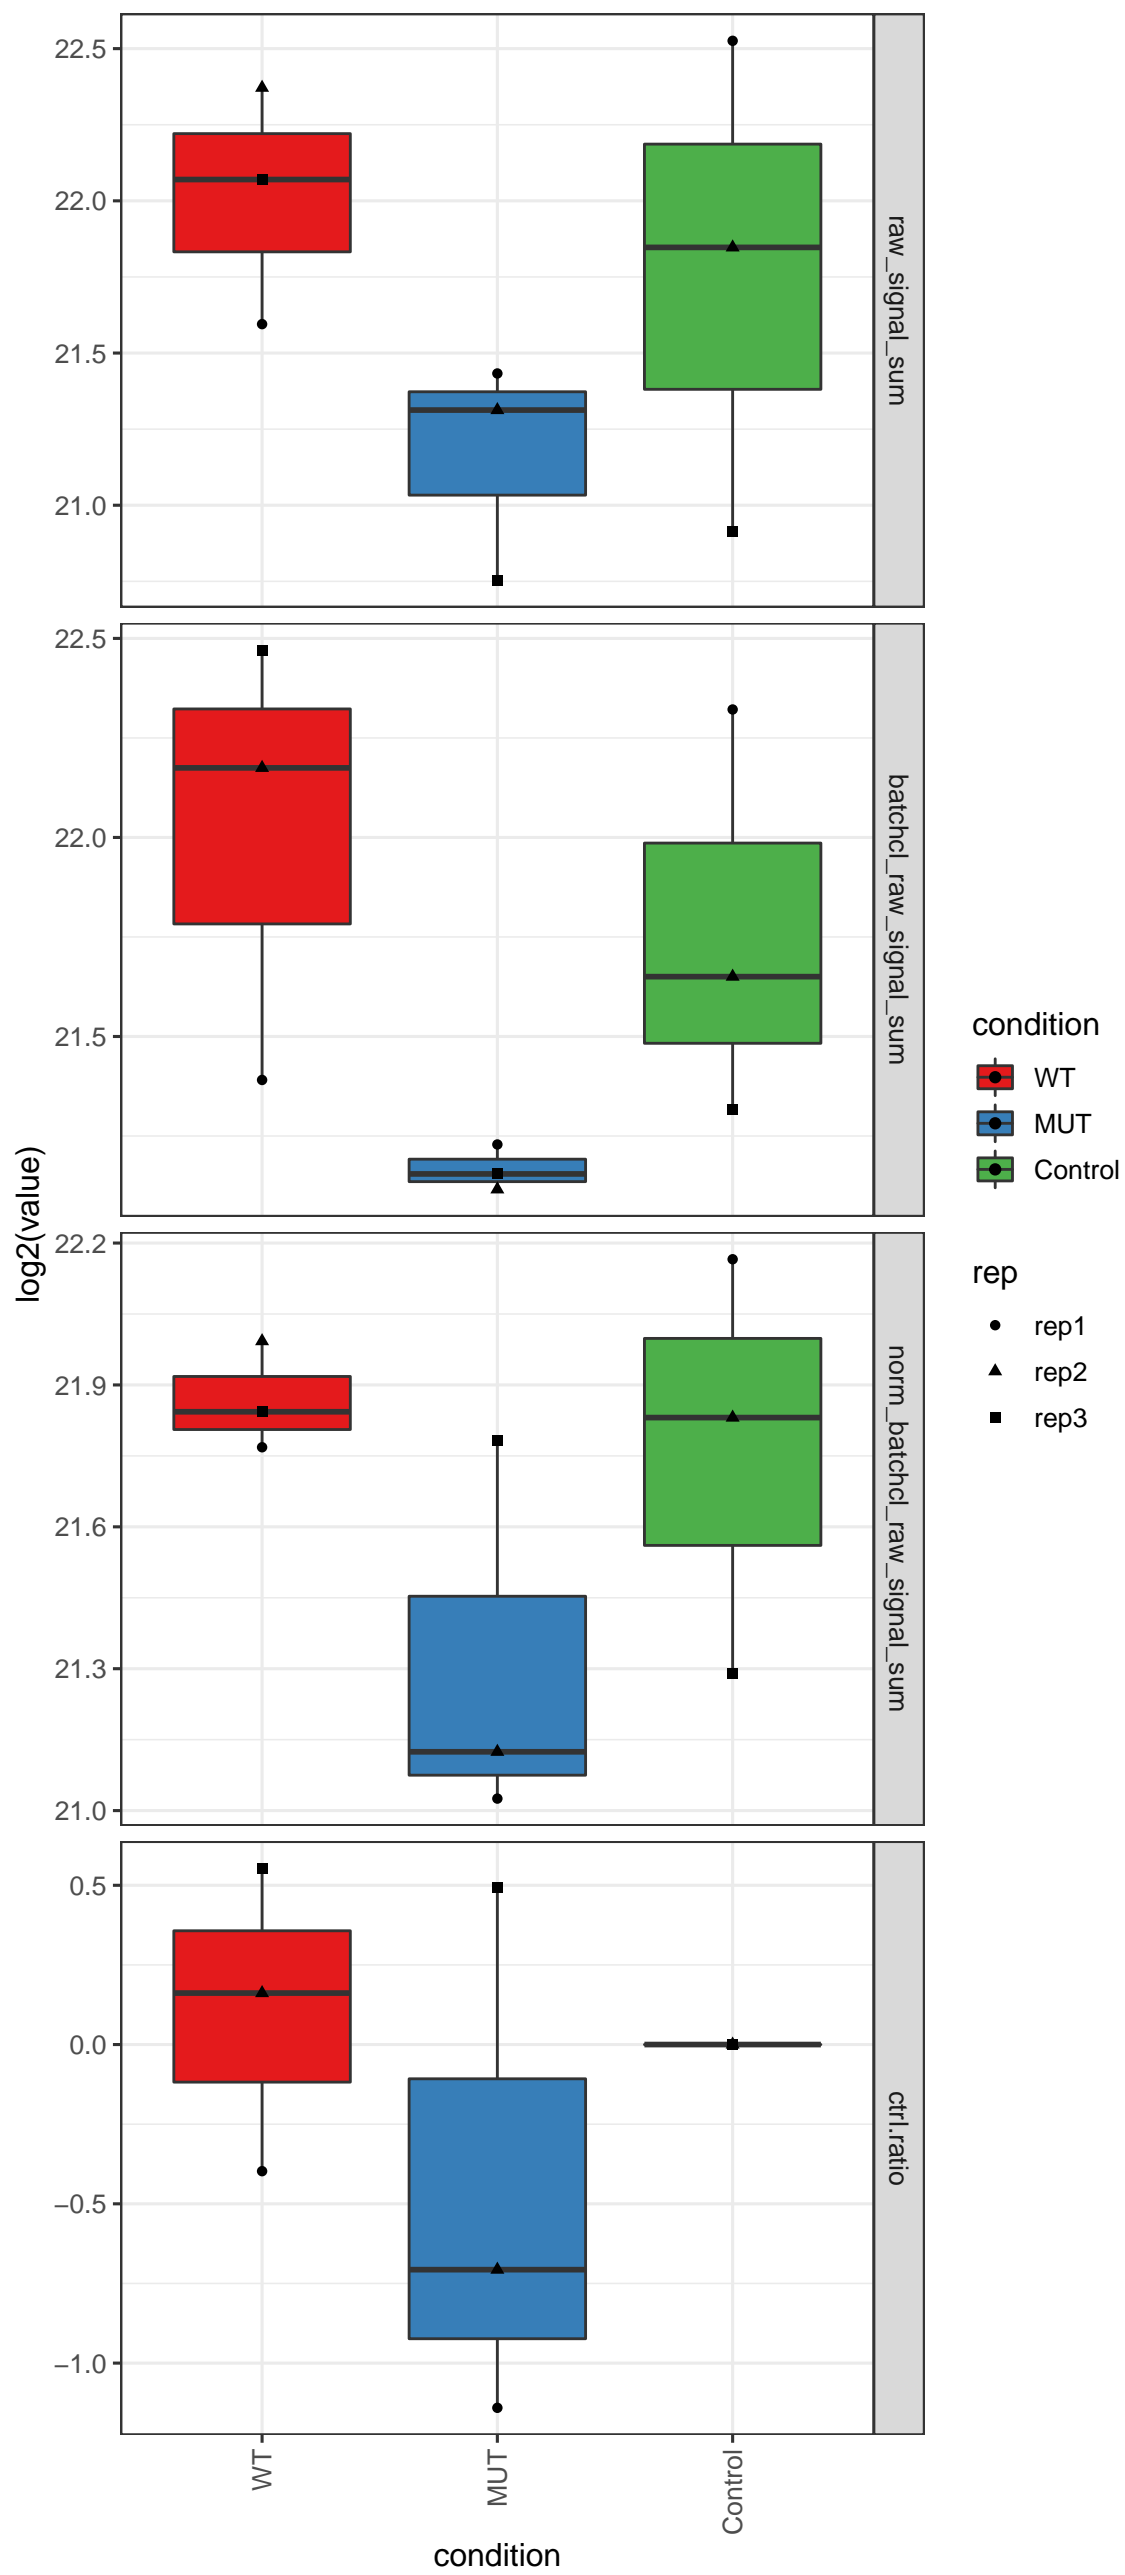 22.5
22.0
21.5
21.0
raw_signal_sum
22.5
22.0
21.5
batchcl_raw_signal_sum
22.2
21.9
21.6
21.3
21.0
norm_batchcl_raw_signal_sum
0.5
0.0
−0.5
−1.0
ctrl.ratio
log2(value)
WT
MUT
Control
condition
condition
WT
MUT
Control
rep
rep1
rep2
rep3